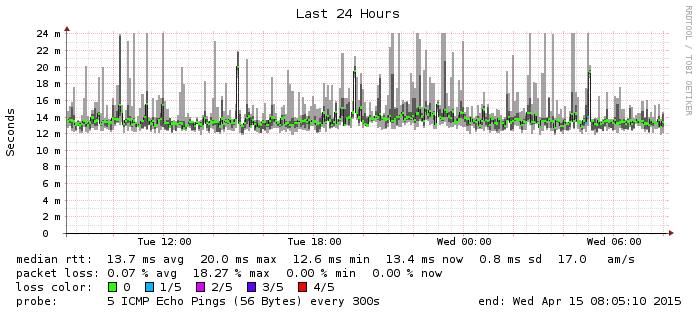 Last 24 Hours
RRDTOOL / TOBI OETIKER
Seconds
24 m
22 m
20 m
18 m
16 m
14 m
12 m
10 m
8 m
6 m
4 m
2 m
0
Tue 12:00 Tue 18:00 Wed 00:00 Wed 06:00
median rtt: 13.7 ms avg 20.0 ms max 12.6 ms min 13.4 ms now 0.8 ms sd 17.0 am/s
packet loss: 0.07 % avg 18.27 % max 0.00 % min 0.00 % now
loss color: 0 1/5 2/5 3/5 4/5
probe: 5 ICMP Echo Pings (56 Bytes) every 300s end: Wed Apr 15 08:05:10 2015